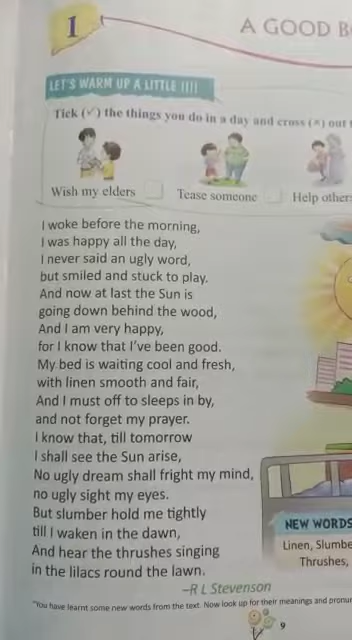 1
A GOOD B
LET'S WARM UP A LITTLE !!!!
Tick (✓) the things you do in a day and cross (×) out
Wish my elders
Tease someone
Help other
I woke before the morning,
I was happy all the day,
I never said an ugly word,
but smiled and stuck to play.
And now at last the Sun is
going down behind the wood,
And I am very happy,
for I know that I've been good.
My bed is waiting cool and fresh,
with linen smooth and fair,
And I must off to sleeps in by,
and not forget my prayer.
I know that, till tomorrow
I shall see the Sun arise,
No ugly dream shall fright my mind,
no ugly sight my eyes.
But slumber hold me tightly
till I waken in the dawn,
And hear the thrushes singing
in the lilacs round the lawn.
–R L Stevenson
NEW WORDS
Linen, Slumbe
Thrushes,
*You have learnt some new words from the text. Now look up for their meanings and pronun
9